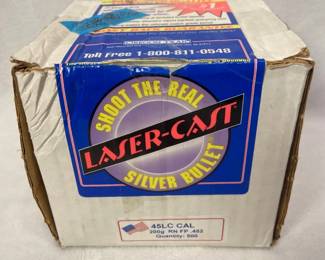 Toll Free 1-800-811-0548
SHOOT THE REAL
LASER-CAST
SILVER BULLET
45LC CAL
200g RN FP .452
Quantity: 500